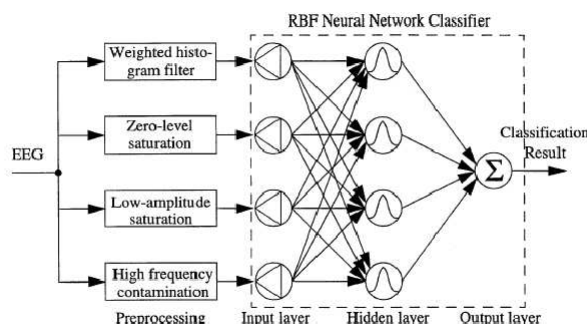 RBF Neural Network Classifier
Weighted histo-
gram filter
Zero-level
saturation
EEG
Low-amplitude
saturation
High frequency
contamination
Σ
Classification
Result
Preprocessing
Input layer
Hidden layer
Output layer